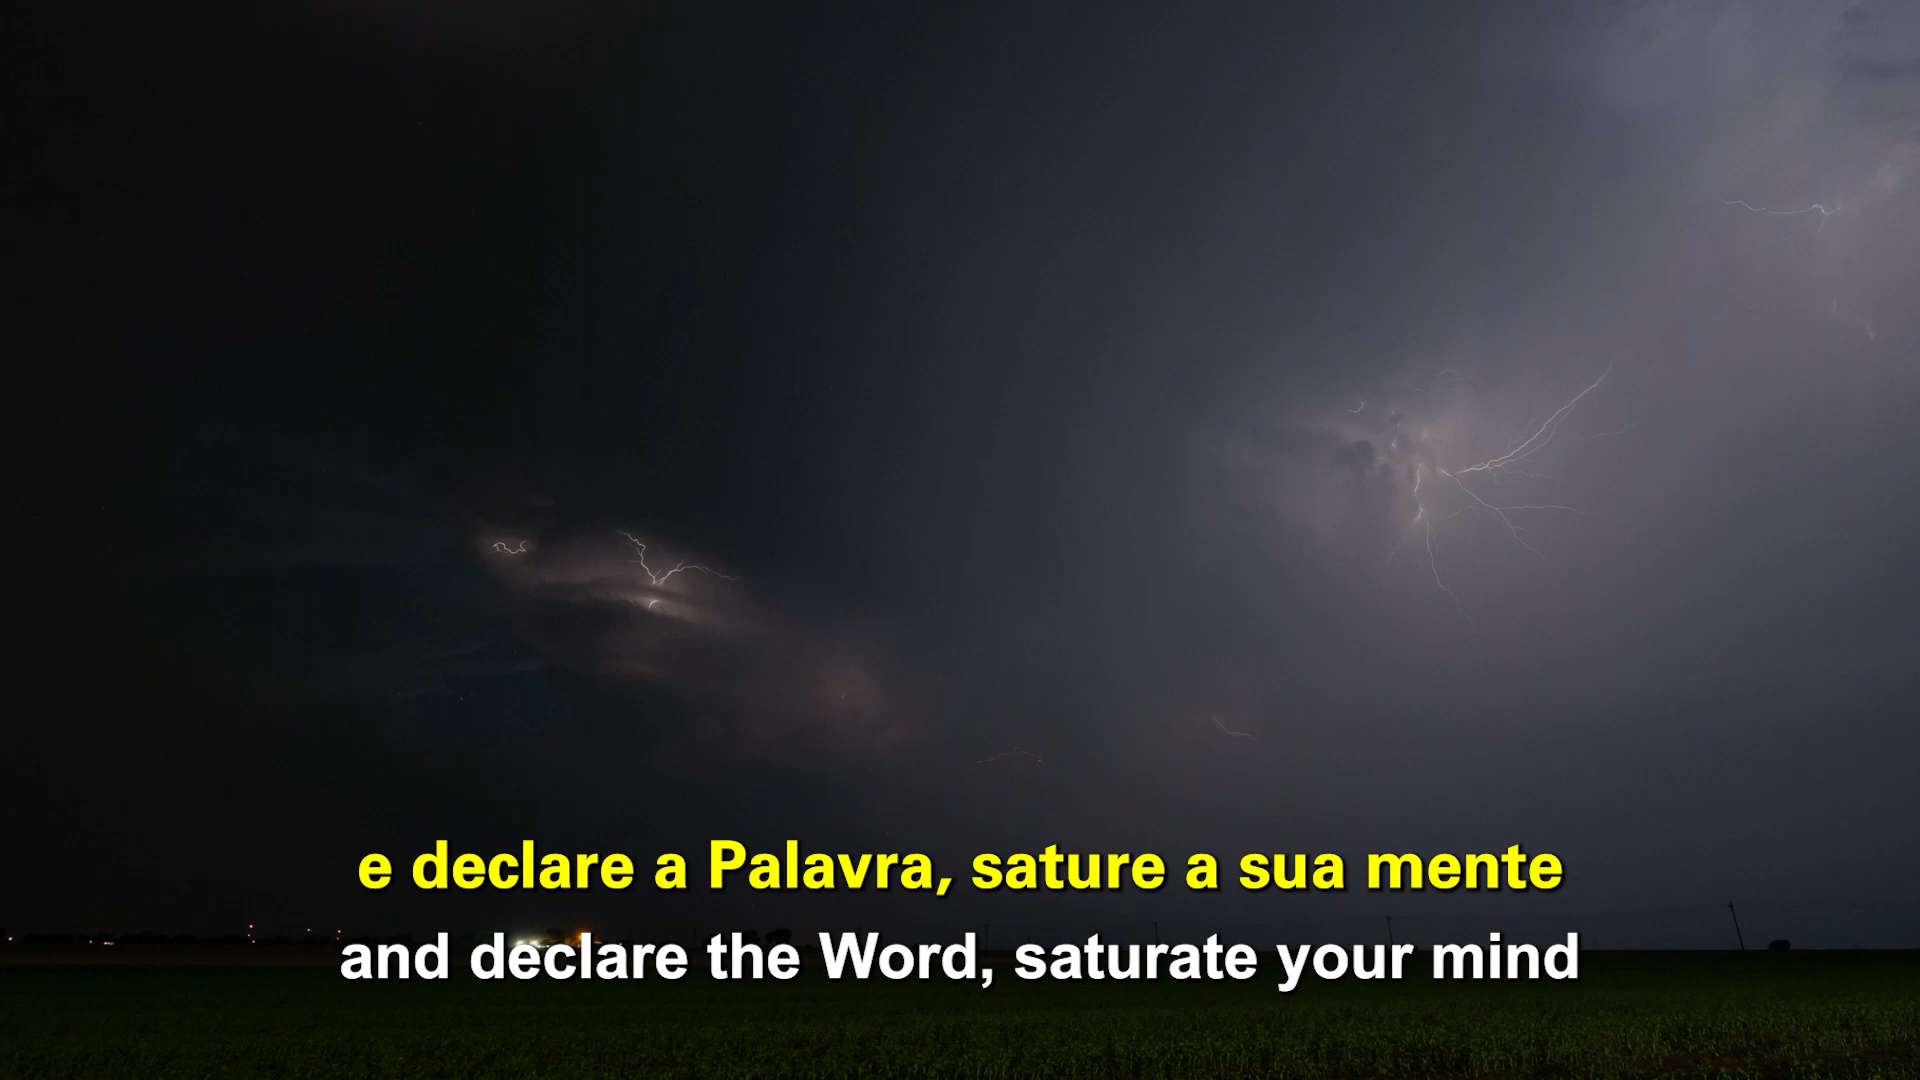 e declare a Palavra, sature a sua mente
and declare the Word, saturate your mind